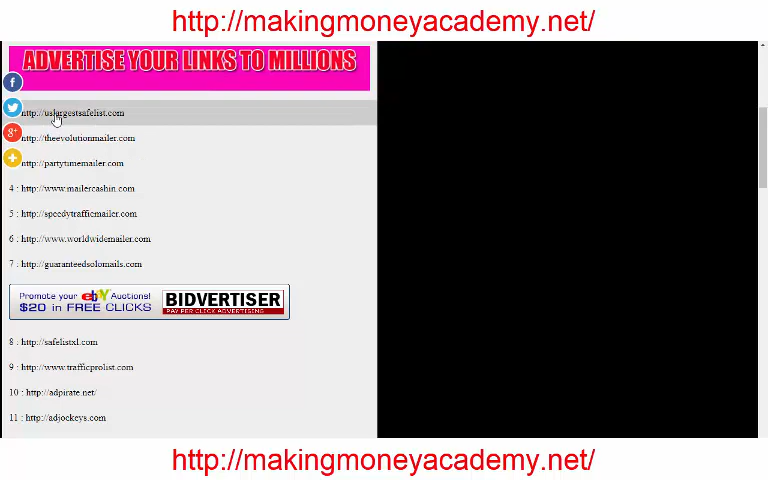 http://makingmoneyacademy.net/
ADVERTISE YOUR LINKS TO MILLIONS
f
http://uslargestsafelist.com
http://theevolutionmailer.com
g+
http://partytimemailer.com
4 : http://www.mailercashin.com
5 : http://speedytrafficmailer.com
6 : http://www.worldwidemailer.com
7 : http://guaranteedsolomails.com
Promote your ebY Auctions!
$20 in FREE CLICKS
BIDVERTISER
PAY PER CLICK ADVERTISING
8 : http://safelistxl.com
9 : http://www.trafficprolist.com
10 : http://adpirate.net/
11 : http://adjockeys.com
http://makingmoneyacademy.net/